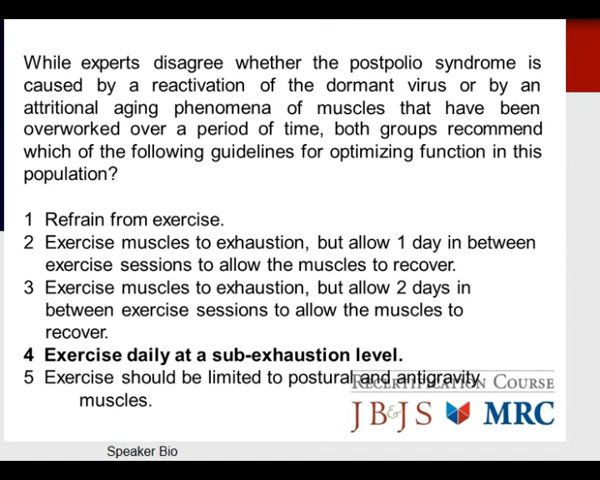 While experts disagree whether the postpolio syndrome is
caused by a reactivation of the dormant virus or by an
attritional aging phenomena of muscles that have been
overworked over a period of time, both groups recommend
which of the following guidelines for optimizing function in this
population?
1 Refrain from exercise.
2 Exercise muscles to exhaustion, but allow 1 day in between
exercise sessions to allow the muscles to recover.
3 Exercise muscles to exhaustion, but allow 2 days in
between exercise sessions to allow the muscles to
recover.
4 Exercise daily at a sub-exhaustion level.
5 Exercise should be limited to postural and antigravity
muscles.
RECERTIFICATION COURSE
JB&JS MRC
Speaker Bio